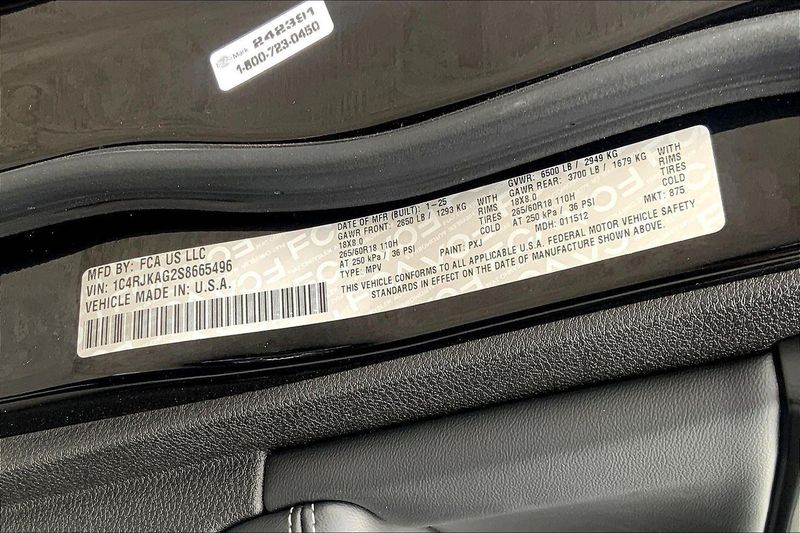 Mark 242391
1-800-723-0450
MFD BY: FCA US LLC
VIN: 1C4RJKAG2S8665496
VEHICLE MADE IN: U.S.A.
DATE OF MFR (BUILT): 1-25
GAWR FRONT: 2850 LB / 1293 KG WITH
18X8.0 RIMS
265/60R18 110H
AT 250 kPa / 36 PSI COLD
TYPE: MPV PAINT: PXJ
GVWR: 6500 LB / 2949 KG
GAWR REAR: 3700 LB / 1679 KG WITH
18X8.0 RIMS
265/60R18 110H
AT 250 kPa / 36 PSI COLD
MDH: 011512 MKT: 875
THIS VEHICLE CONFORMS TO ALL APPLICABLE U.S.A. FEDERAL MOTOR VEHICLE SAFETY
STANDARDS IN EFFECT ON THE DATE OF MANUFACTURE SHOWN ABOVE.